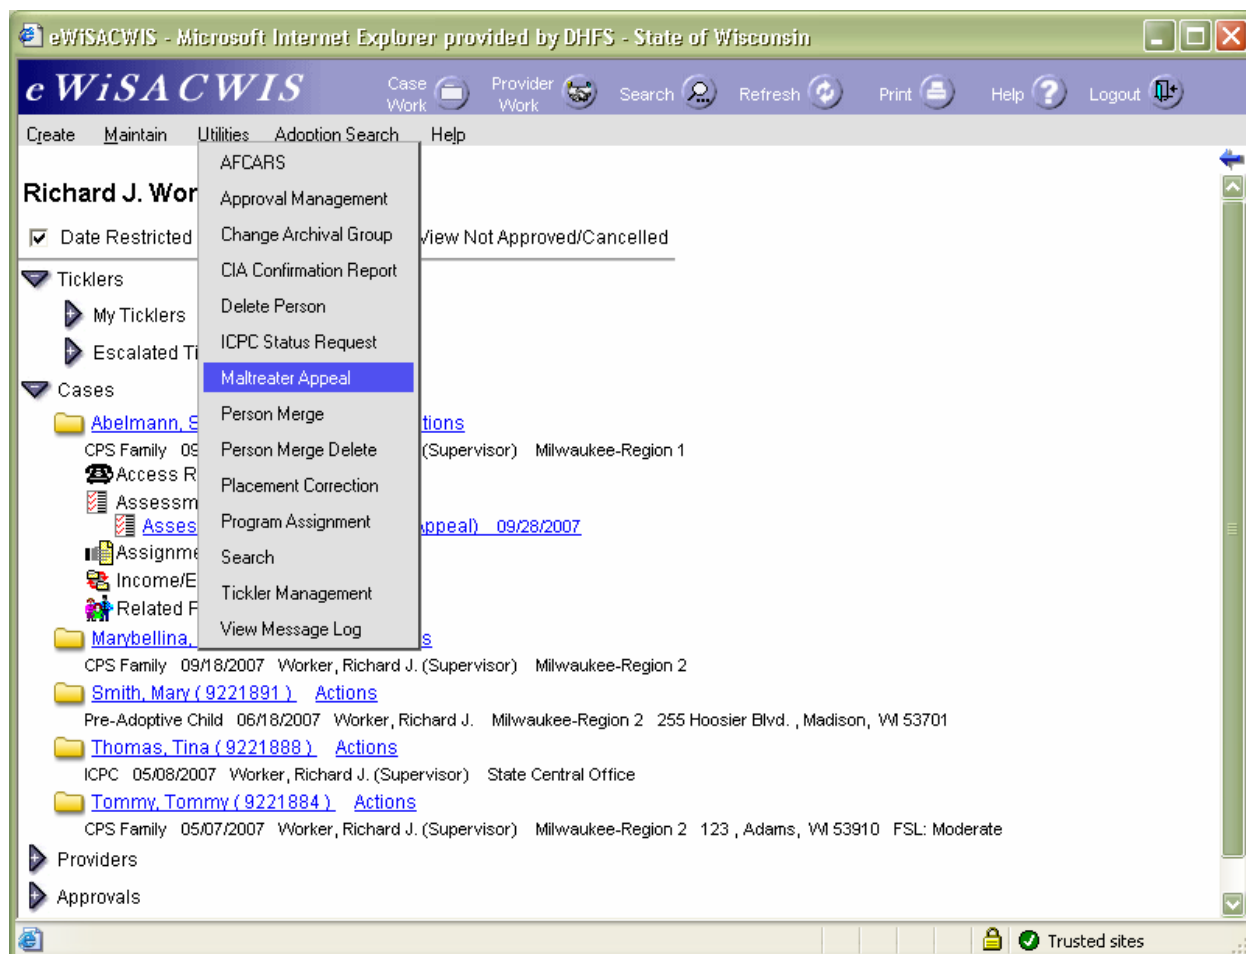 eWiSACWIS - Microsoft Internet Explorer provided by DHFS - State of Wisconsin
e WiSACWIS Case Work Provider Work Search Refresh Print Help Logout
Create Maintain Utilities Adoption Search Help
AFCARS
Richard J. Wor
Approval Management
Date Restricted
Change Archival Group
View Not Approved/Cancelled
Ticklers
CIA Confirmation Report
My Ticklers
Delete Person
Escalated Ti
ICPC Status Request
Cases
Maltreater Appeal
Abelmann, S
Person Merge
tions
CPS Family 09
Person Merge Delete
(Supervisor) Milwaukee-Region 1
Access R
Placement Correction
Assessm
Asses
Program Assignment
ppeal) 09/28/2007
Assignme
Search
Income/E
Tickler Management
Related F
View Message Log
Marybellina,
s
CPS Family 09/18/2007 Worker, Richard J. (Supervisor) Milwaukee-Region 2
Smith, Mary ( 9221891 ) Actions
Pre-Adoptive Child 06/18/2007 Worker, Richard J. Milwaukee-Region 2 255 Hoosier Blvd. , Madison, WI 53701
Thomas, Tina ( 9221888 ) Actions
ICPC 05/08/2007 Worker, Richard J. (Supervisor) State Central Office
Tommy, Tommy ( 9221884 ) Actions
CPS Family 05/07/2007 Worker, Richard J. (Supervisor) Milwaukee-Region 2 123 , Adams, WI 53910 FSL: Moderate
Providers
Approvals
Trusted sites